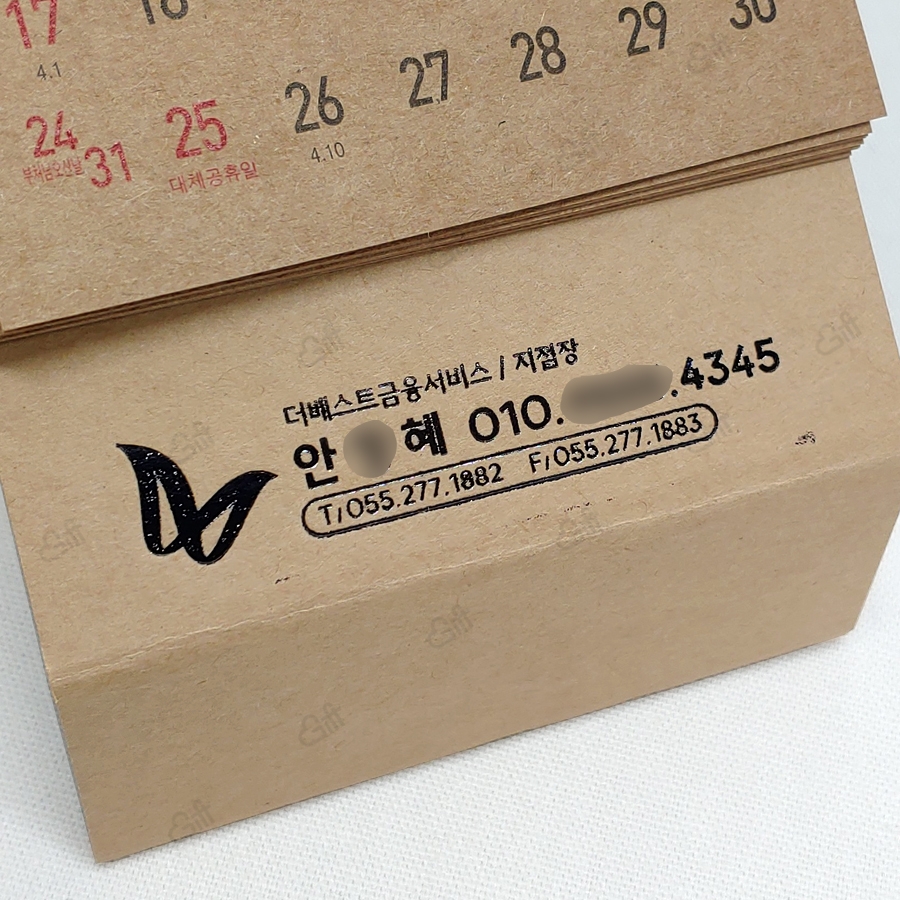 17 18
4.1
24 31 25 26 27 28 29 30
부처님오신날 대체공휴일 4.10
더베스트금융서비스 / 지점장
안 혜 010. .4345
T/055.277.1882 F/055.277.1883
Gift